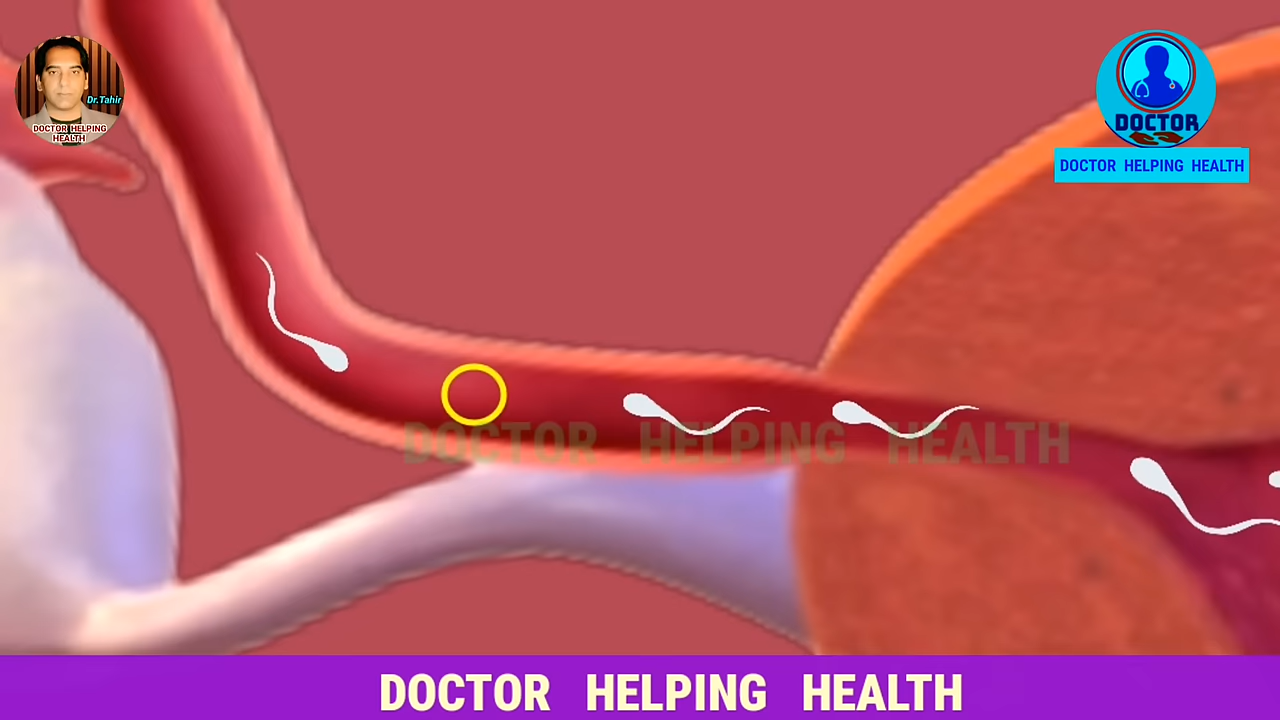 Dr.Tahir
DOCTOR HELPING
HEALTH
DOCTOR
DOCTOR HELPING HEALTH
DOCTOR HELPING HEALTH
DOCTOR HELPING HEALTH